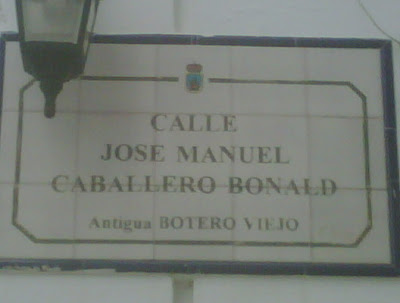 CALLE
JOSE MANUEL
CABALLERO BONALD
Antigua BOTERO VIEJO